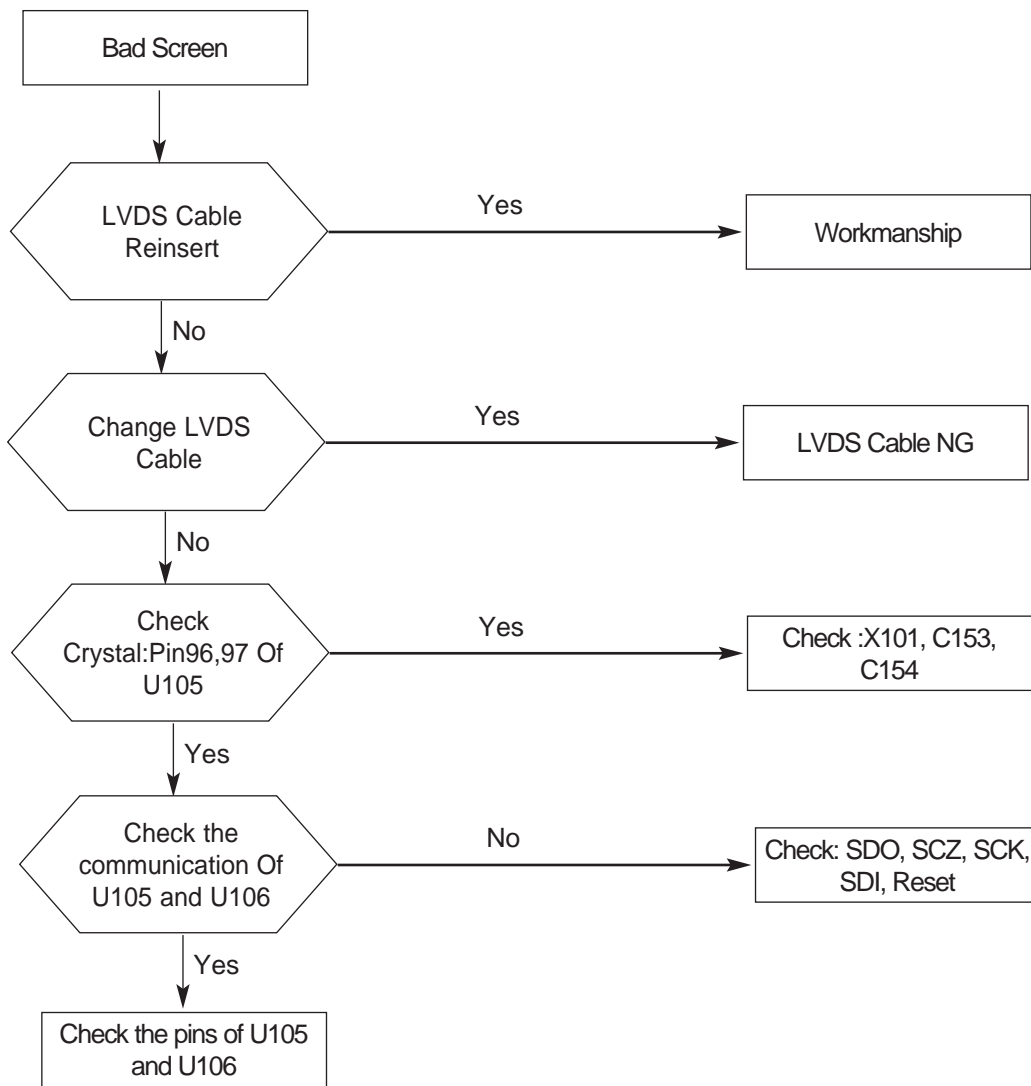 Bad Screen
LVDS Cable
Reinsert
Yes
Workmanship
No
Change LVDS
Cable
Yes
LVDS Cable NG
No
Check
Crystal:Pin96,97 Of
U105
Yes
Check :X101, C153,
C154
Yes
Check the
communication Of
U105 and U106
No
Check: SDO, SCZ, SCK,
SDI, Reset
Yes
Check the pins of U105
and U106